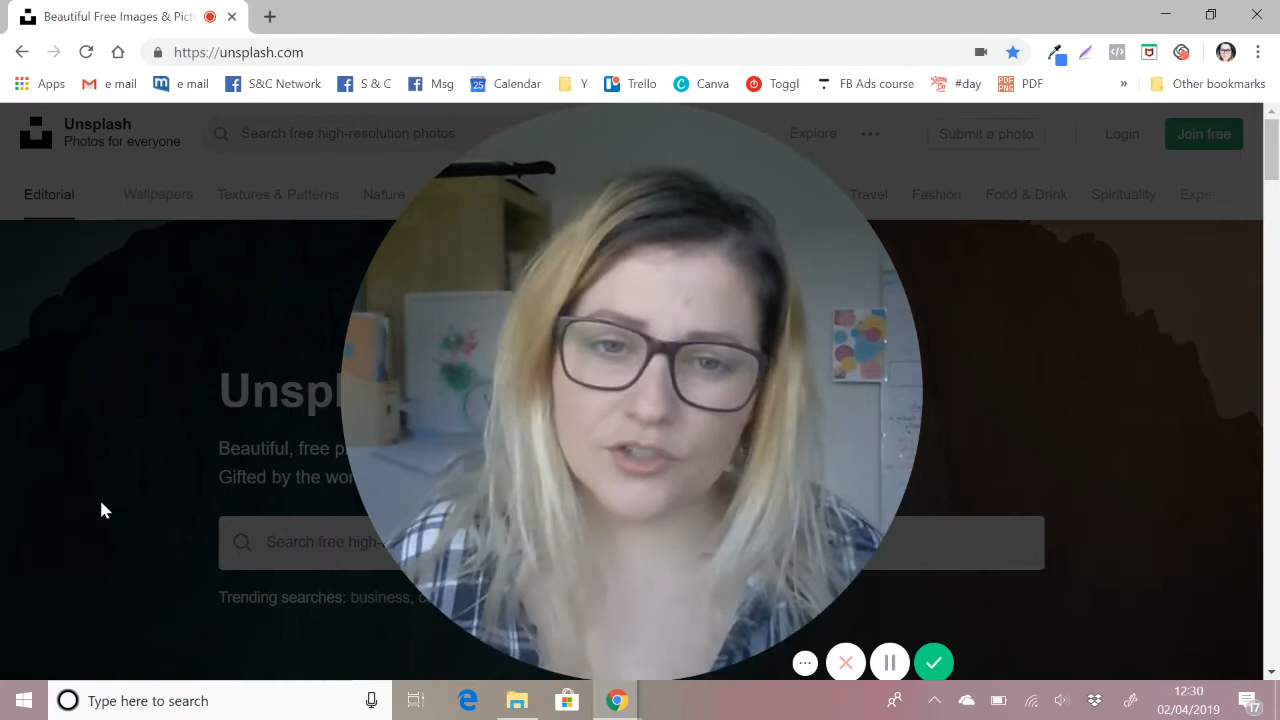 Beautiful Free Images & Pict
https://unsplash.com
Apps e mail e mail S&C Network S & C Msg Calendar Y Trello Canva Toggl FB Ads course #day PDF » Other bookmarks
Unsplash
Photos for everyone
Search free high-resolution photos
Explore
Submit a photo
Login
Join free
Editorial Wallpapers Textures & Patterns Nature Travel Fashion Food & Drink Spirituality
Unspl
Beautiful, free p
Gifted by the wor
Search free high-
Trending searches: business, c
Type here to search
12:30
02/04/2019
17